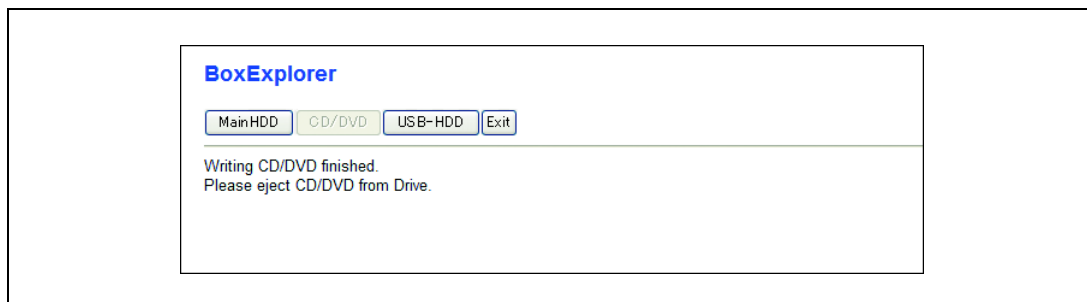 BoxExplorer
MainHDD CD/DVD USB-HDD Exit
Writing CD/DVD finished.
Please eject CD/DVD from Drive.